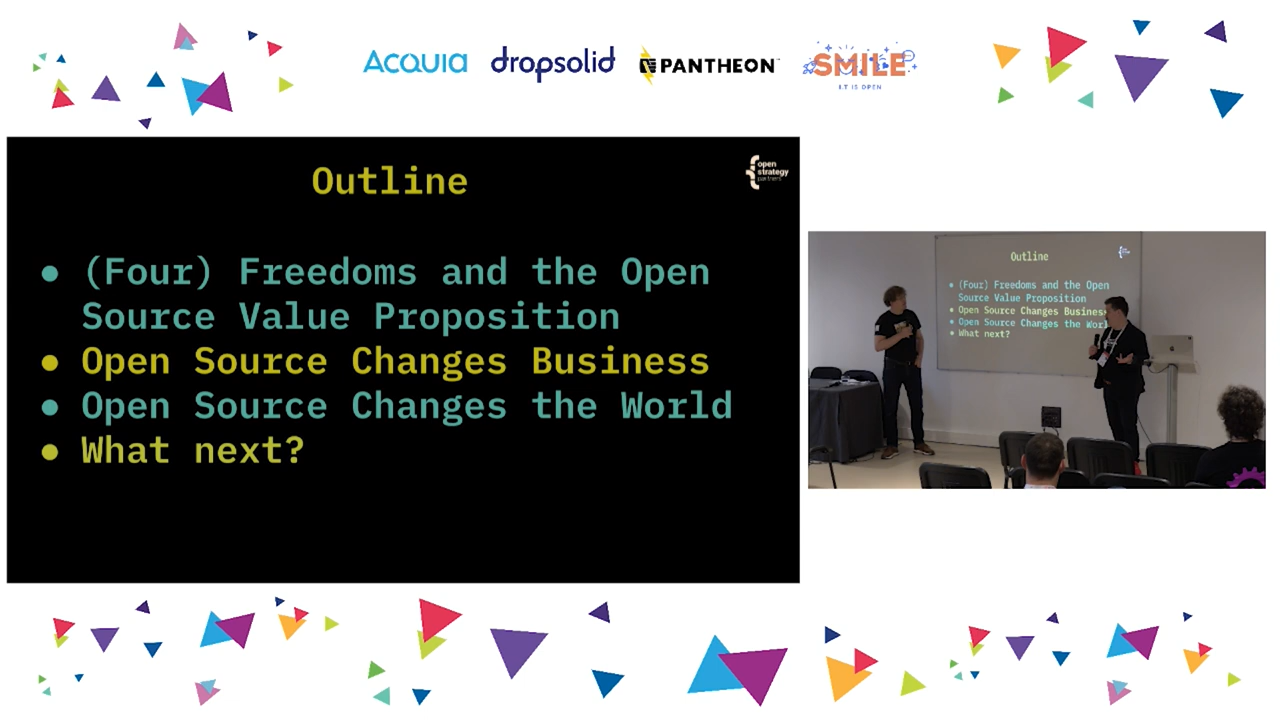 Acquia
dropsolid
PANTHEON
SMILE
I.T IS OPEN
Outline
open
strategy
partners
● (Four) Freedoms and the Open
Source Value Proposition
● Open Source Changes Business
● Open Source Changes the World
● What next?
Outline
● (Four) Freedoms and the Open
Source Value Proposition
● Open Source Changes Busines
● Open Source Changes the Worl
● What next?